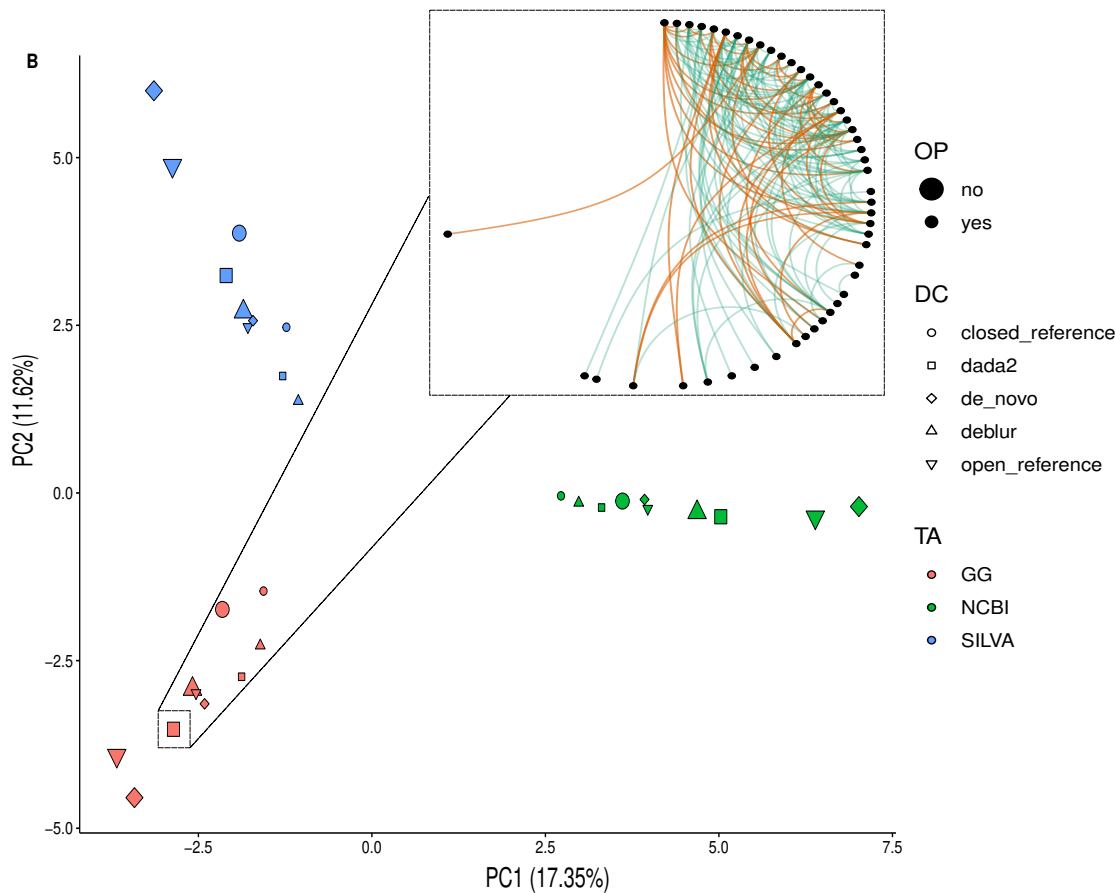 B
5.0
2.5
0.0
−2.5
−5.0
PC2 (11.62%)
−2.5
0.0
2.5
5.0
7.5
PC1 (17.35%)
OP
no
yes
DC
closed_reference
dada2
de_novo
deblur
open_reference
TA
GG
NCBI
SILVA